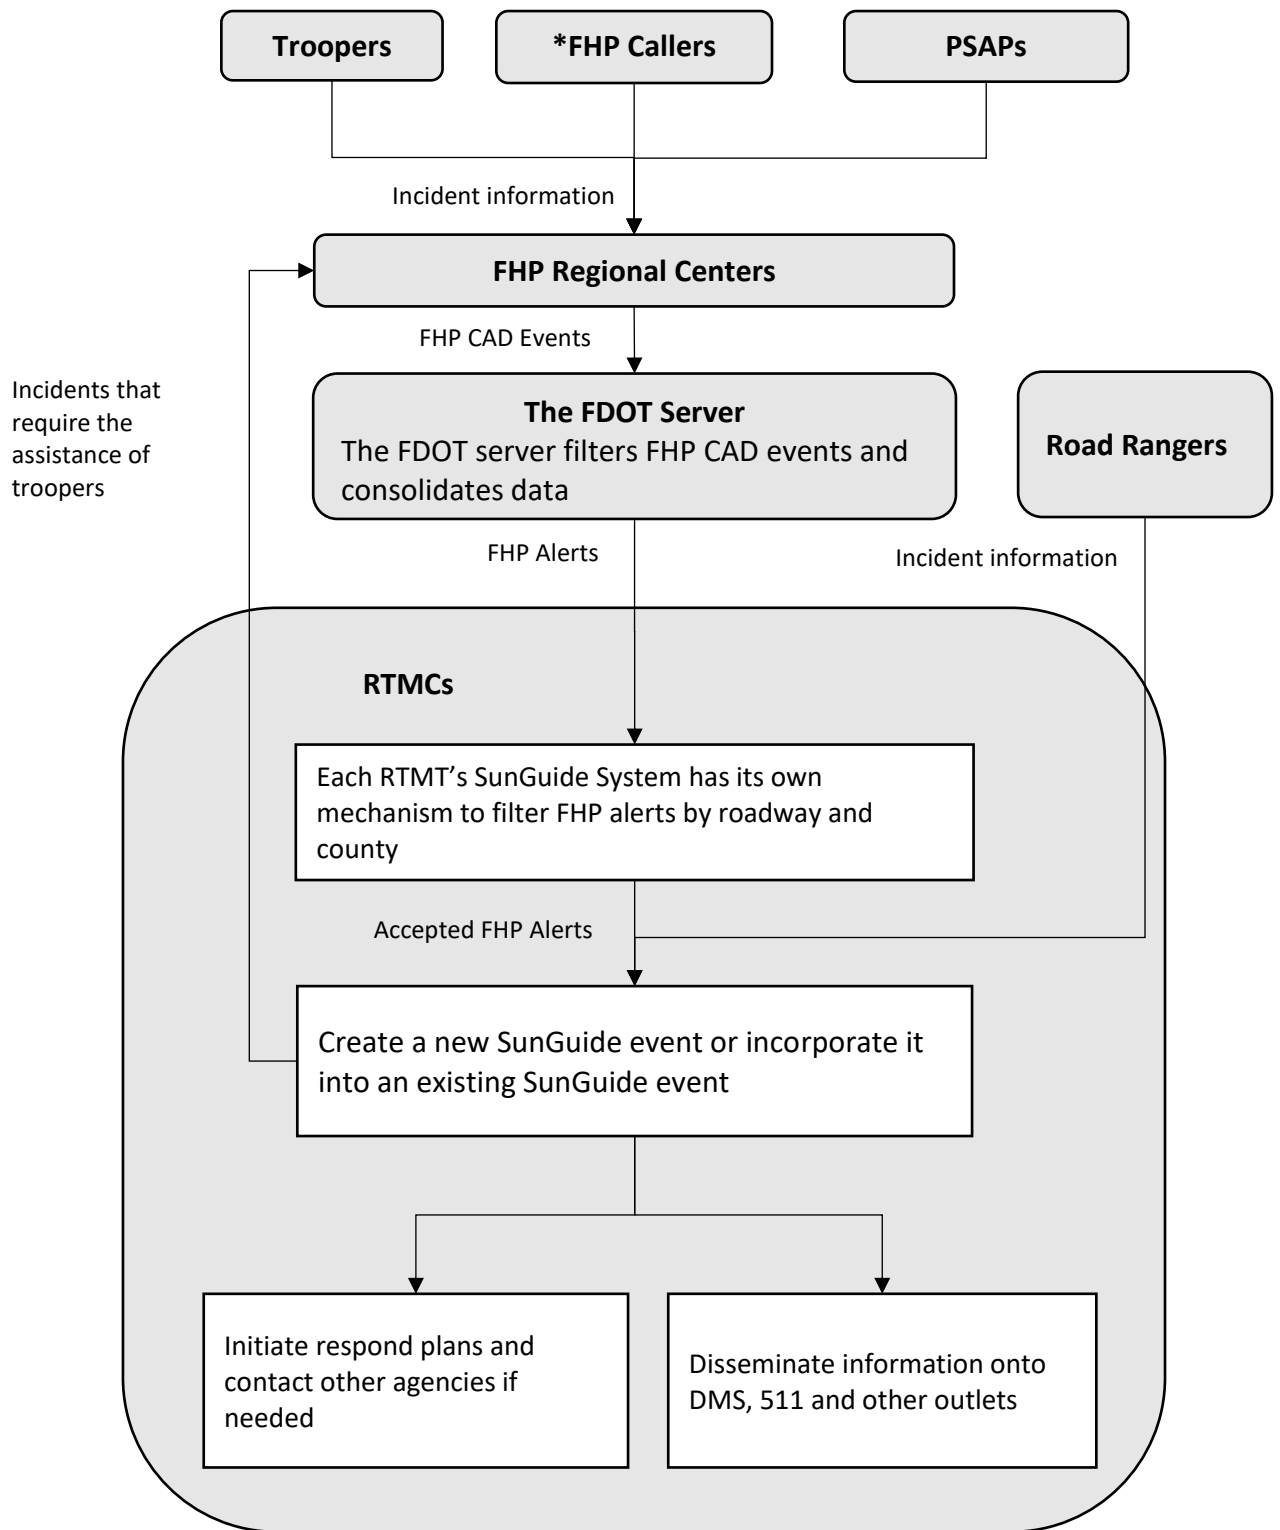 Troopers
*FHP Callers
PSAPs
Incident information
FHP Regional Centers
FHP CAD Events
Incidents that
require the
assistance of
troopers
The FDOT Server
The FDOT server filters FHP CAD events and
consolidates data
Road Rangers
FHP Alerts
Incident information
RTMCs
Each RTMT’s SunGuide System has its own
mechanism to filter FHP alerts by roadway and
county
Accepted FHP Alerts
Create a new SunGuide event or incorporate it
into an existing SunGuide event
Initiate respond plans and
contact other agencies if
needed
Disseminate information onto
DMS, 511 and other outlets